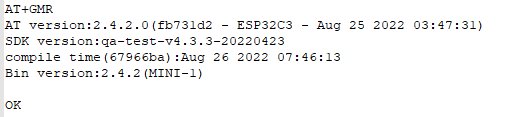 AT+GMR
AT version:2.4.2.0(fb731d2 - ESP32C3 - Aug 25 2022 03:47:31)
SDK version:qa-test-v4.3.3-20220423
compile time(67966ba):Aug 26 2022 07:46:13
Bin version:2.4.2(MINI-1)
OK